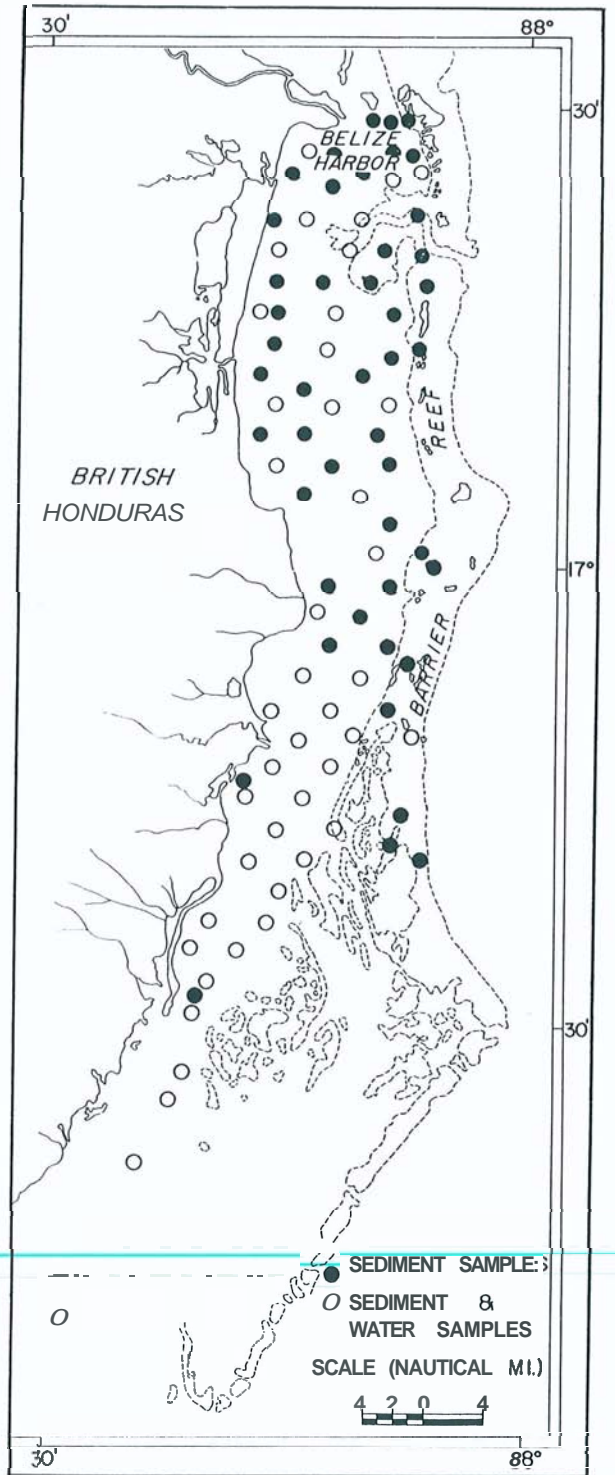 30'
88°
30'
BELIZE
HARBOR
REEF
BRITISH
HONDURAS
17°
BARRIER
30'
SEDIMENT SAMPLES
O SEDIMENT &
WATER SAMPLES
O
SCALE (NAUTICAL MI.)
4 2 0 4
30'
88°